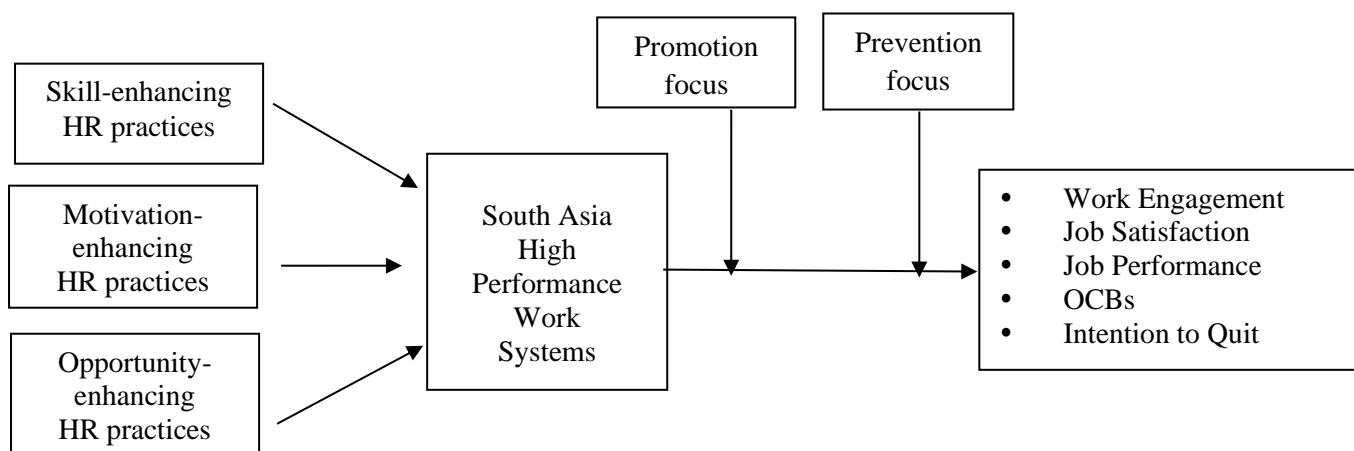 Skill-enhancing
HR practices
Motivation-
enhancing
HR practices
Opportunity-
enhancing
HR practices
South Asia
High
Performance
Work
Systems
Promotion
focus
Prevention
focus
• Work Engagement
• Job Satisfaction
• Job Performance
• OCBs
• Intention to Quit